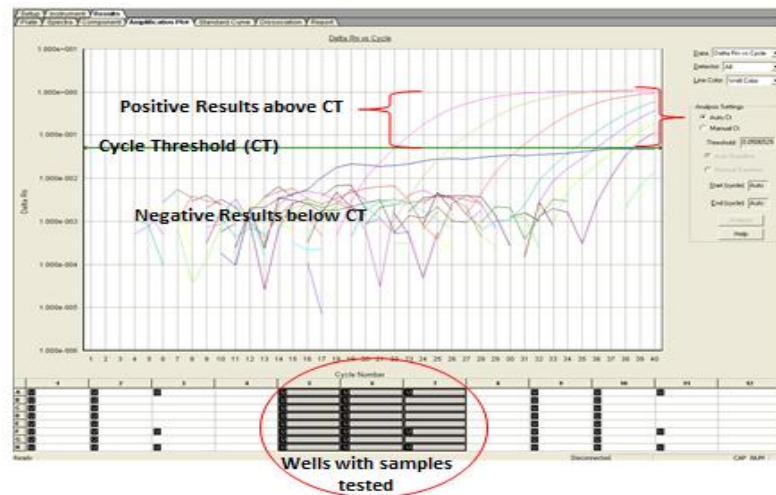 Setup Instrument Results
Plate Spectra Component Amplification Plot Standard Curve Dissociation Report
Delta Rn vs Cycle
1.000e+001
1.000e+000
1.000e-001
1.000e-002
1.000e-003
1.000e-004
1.000e-005
1.000e-006
Delta Rn
Positive Results above CT
Cycle Threshold (CT)
Negative Results below CT
1 2 3 4 5 6 7 8 9 10 11 12 13 14 15 16 17 18 19 20 21 22 23 24 25 26 27 28 29 30 31 32 33 34 35 36 37 38 39 40
Cycle Number
Data: Delta Rn vs Cycle
Detector: All
Line Color: Well Color
Analysis Settings
Auto Ct
Manual Ct
Threshold:
Auto Baseline
Manual Baseline
Start (cycle): Auto
End (cycle): Auto
Analyze
Help
1 2 3 4 5 6 7 8 9 10 11 12
A
B
C
D
E
F
G
H
Wells with samples
tested
Ready
Disconnected
CAP NUM